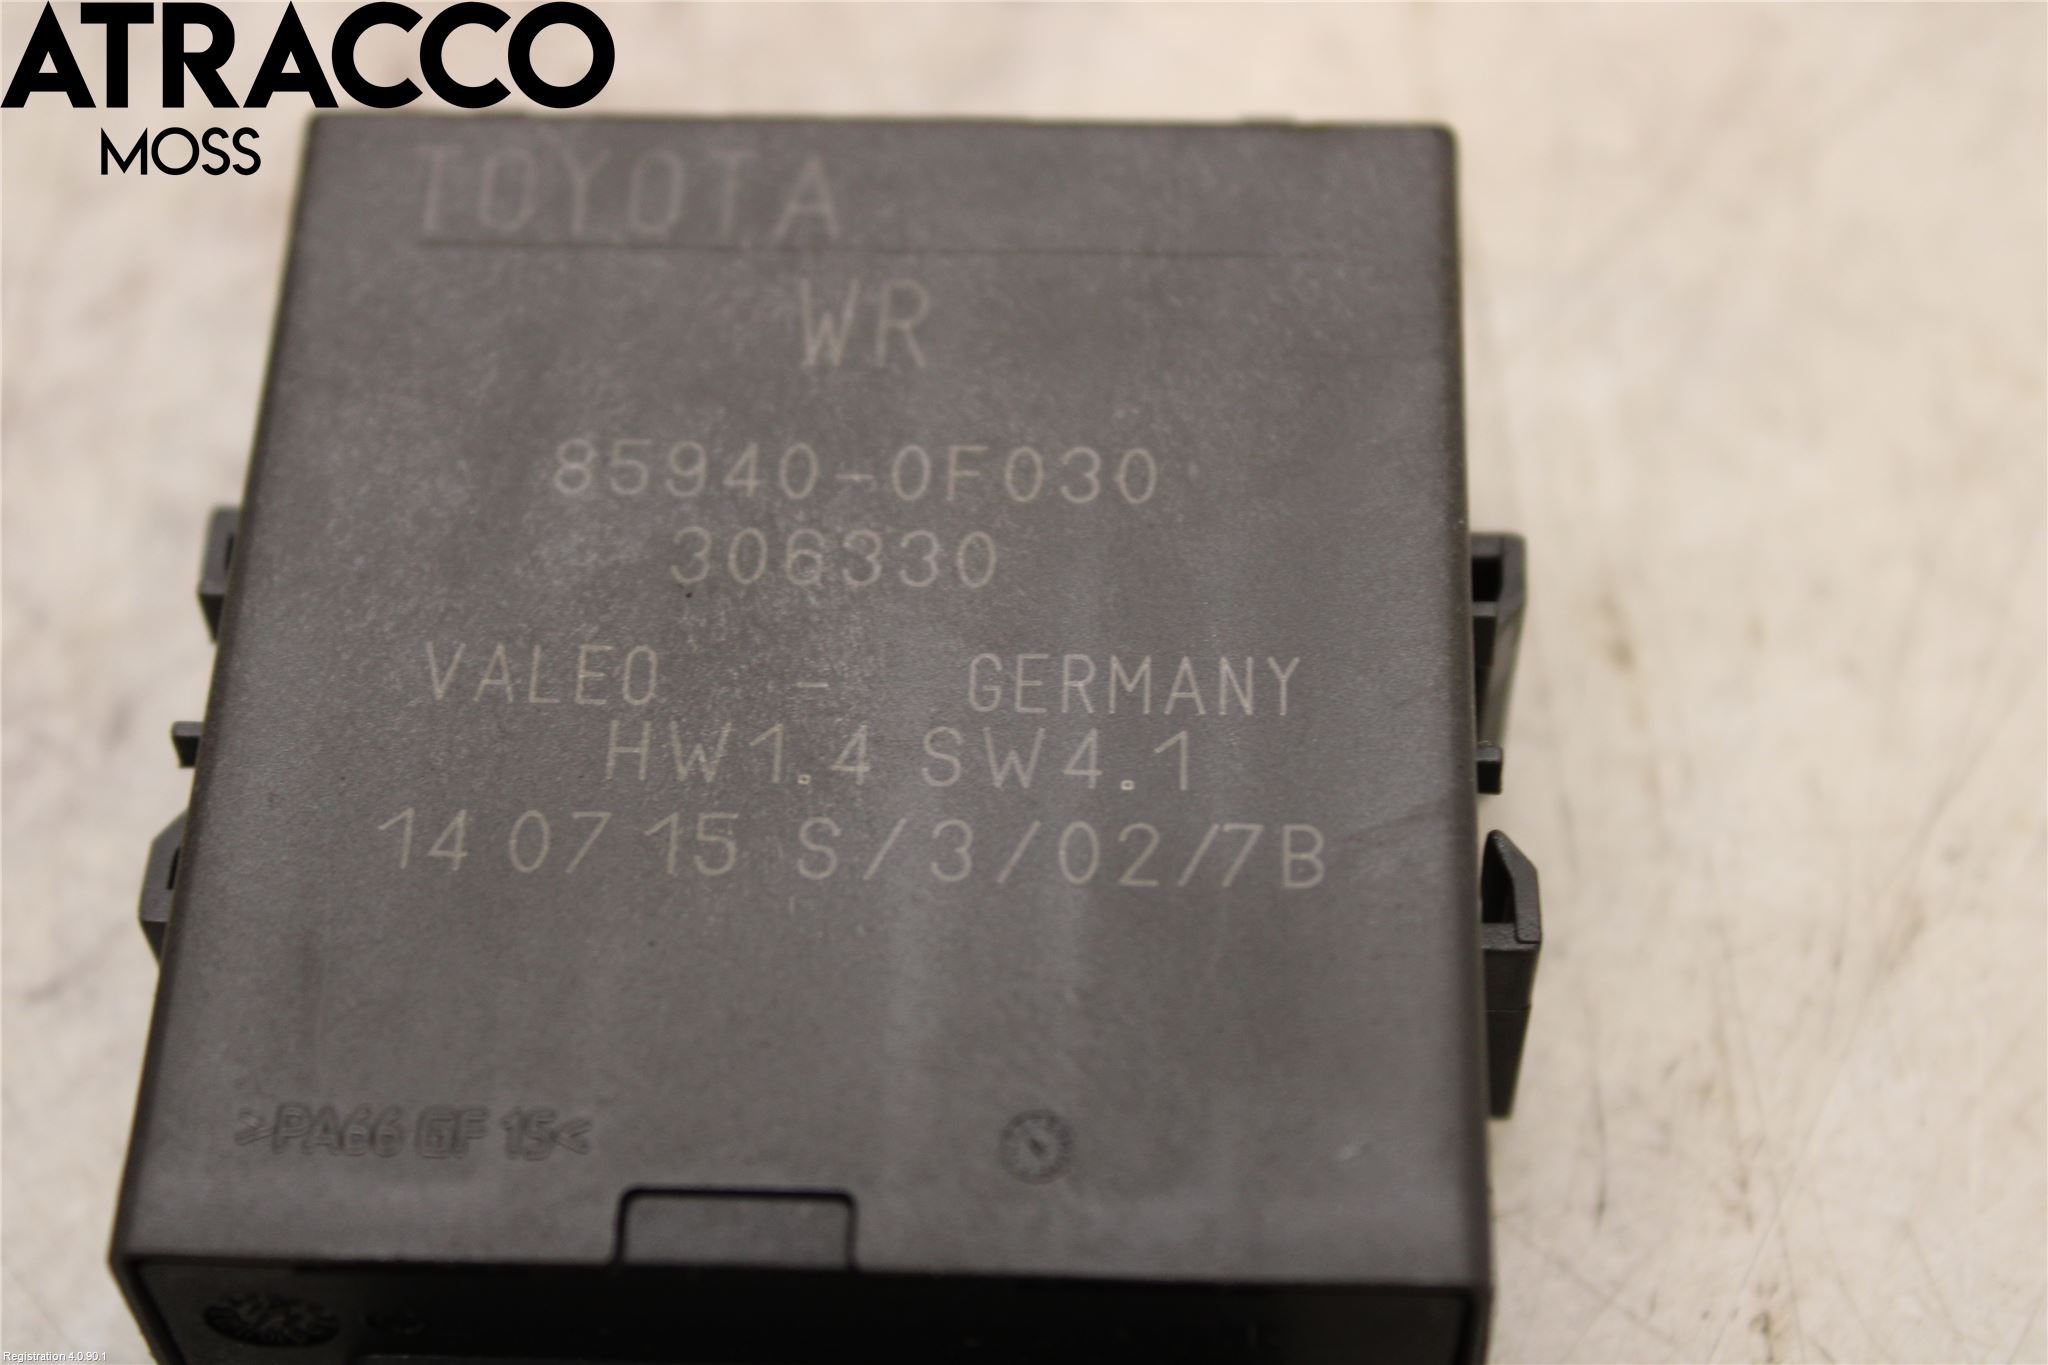 ATRACCO
MOSS
TOYOTA
WR
85940-0F030
306330
VALEO - GERMANY
HW1.4 SW4.1
14 07 15 S/3/02/7B
>PA66 GF 15<
Registration 4.0.90.1